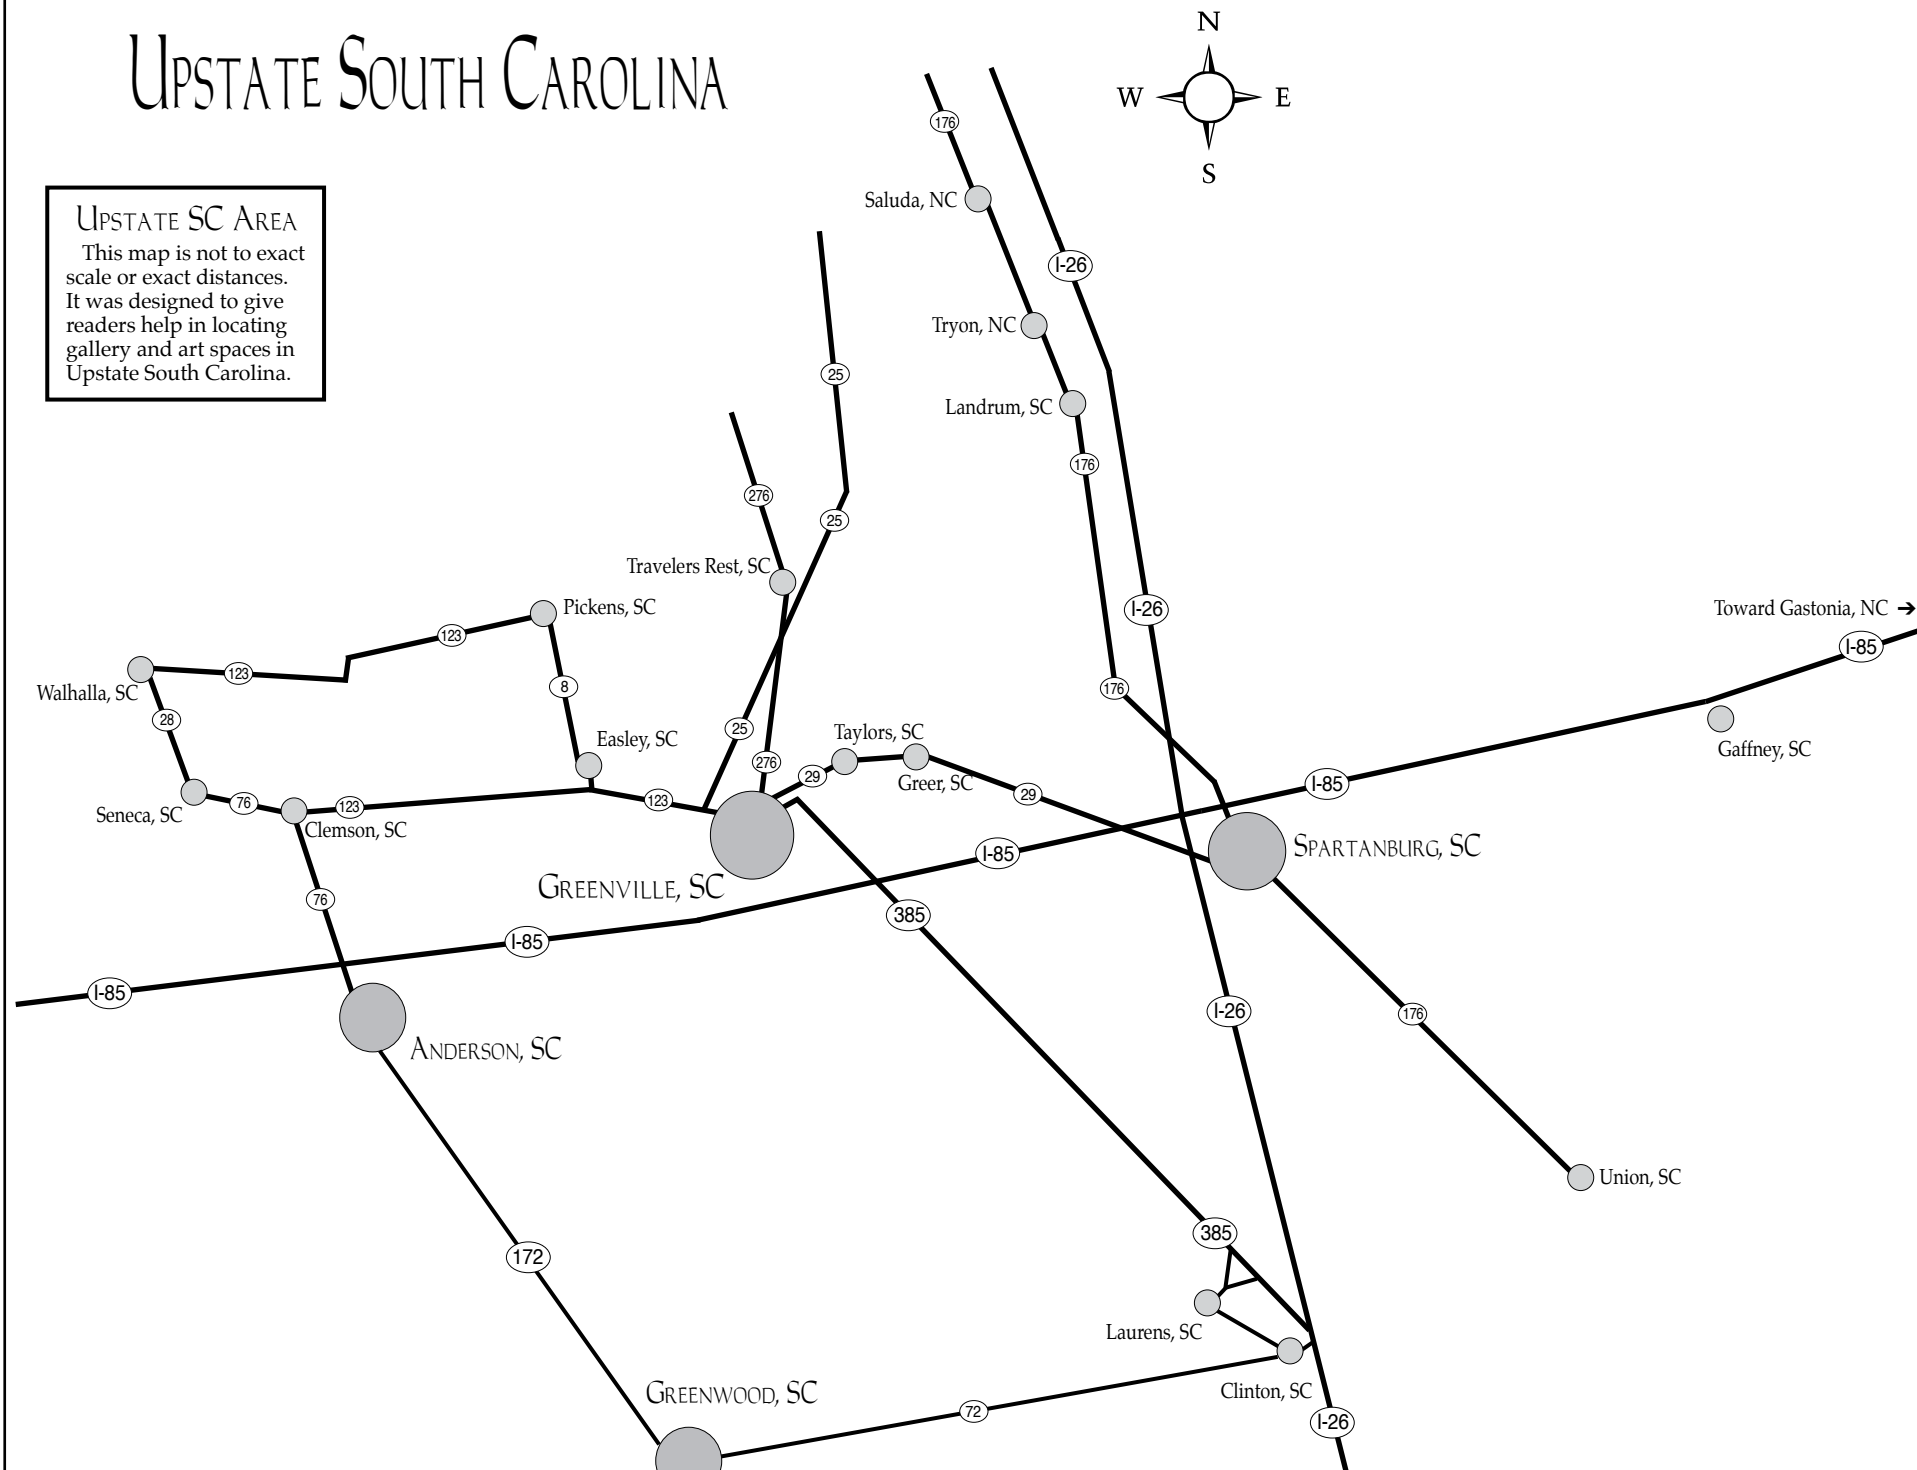 Upstate South Carolina
N
W
E
S
176
Saluda, NC
Upstate SC Area
This map is not to exact
scale or exact distances.
It was designed to give
readers help in locating
gallery and art spaces in
Upstate South Carolina.
I-26
Tryon, NC
25
Landrum, SC
176
276
25
Travelers Rest, SC
Pickens, SC
I-26
Toward Gastonia, NC ➔
123
I-85
Walhalla, SC
123
8
176
28
25
Taylors, SC
Easley, SC
Gaffney, SC
276
29
Greer, SC
I-85
Seneca, SC
76
123
123
29
Clemson, SC
Spartanburg, SC
I-85
Greenville, SC
76
385
I-85
I-85
I-26
176
Anderson, SC
Union, SC
385
172
Laurens, SC
Greenwood, SC
Clinton, SC
72
I-26